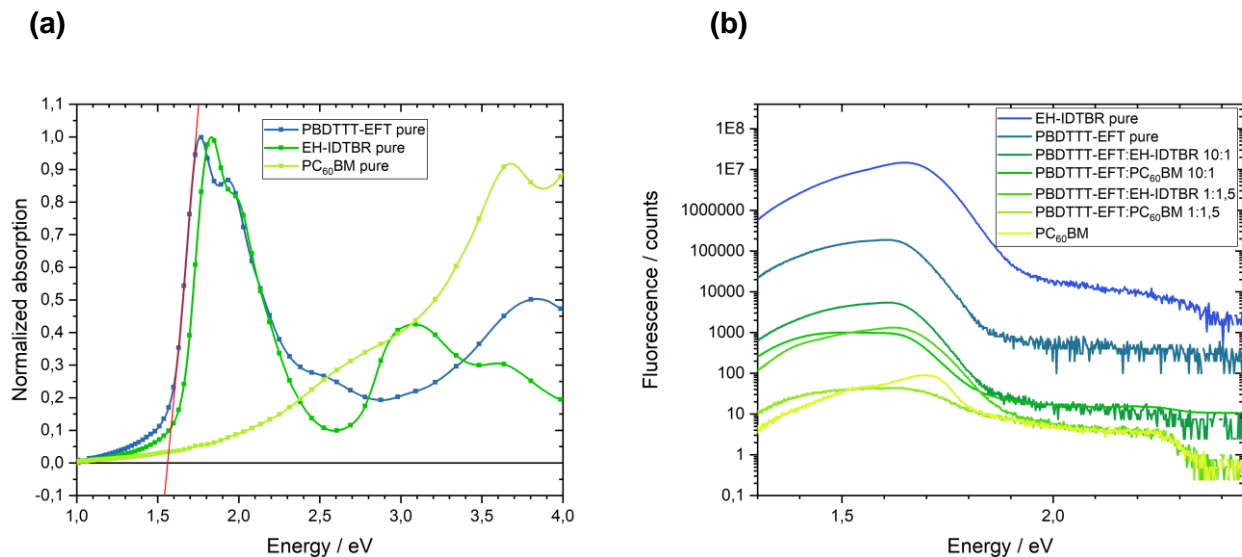 (a)
(b)
1,1
1,0
0,9
0,8
0,7
0,6
0,5
0,4
0,3
0,2
0,1
0,0
-0,1
Normalized absorption
PBDTTT-EFT pure
EH-IDTBR pure
PC₆₀BM pure
1,0
1,5
2,0
2,5
3,0
3,5
4,0
Energy / eV
1E8
1E7
1000000
100000
10000
1000
100
10
1
0,1
Fluorescence / counts
EH-IDTBR pure
PBDTTT-EFT pure
PBDTTT-EFT:EH-IDTBR 10:1
PBDTTT-EFT:PC₆₀BM 10:1
PBDTTT-EFT:EH-IDTBR 1:1,5
PBDTTT-EFT:PC₆₀BM 1:1,5
PC₆₀BM
1,5
2,0
Energy / eV